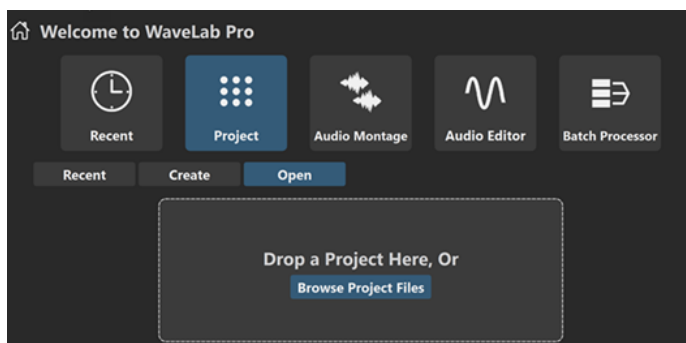 Welcome to WaveLab Pro
Recent
Project
Audio Montage
Audio Editor
Batch Processor
Recent
Create
Open
Drop a Project Here, Or
Browse Project Files